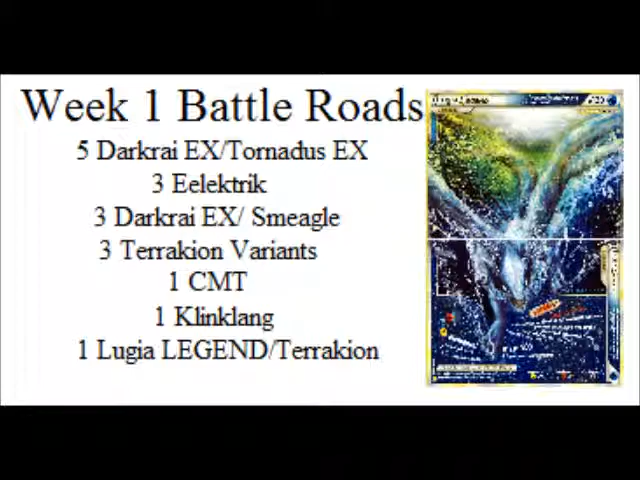 Week 1 Battle Roads
5 Darkrai EX/Tornadus EX
3 Eelektrik
3 Darkrai EX/ Smeagle
3 Terrakion Variants
1 CMT
1 Klinklang
1 Lugia LEGEND/Terrakion